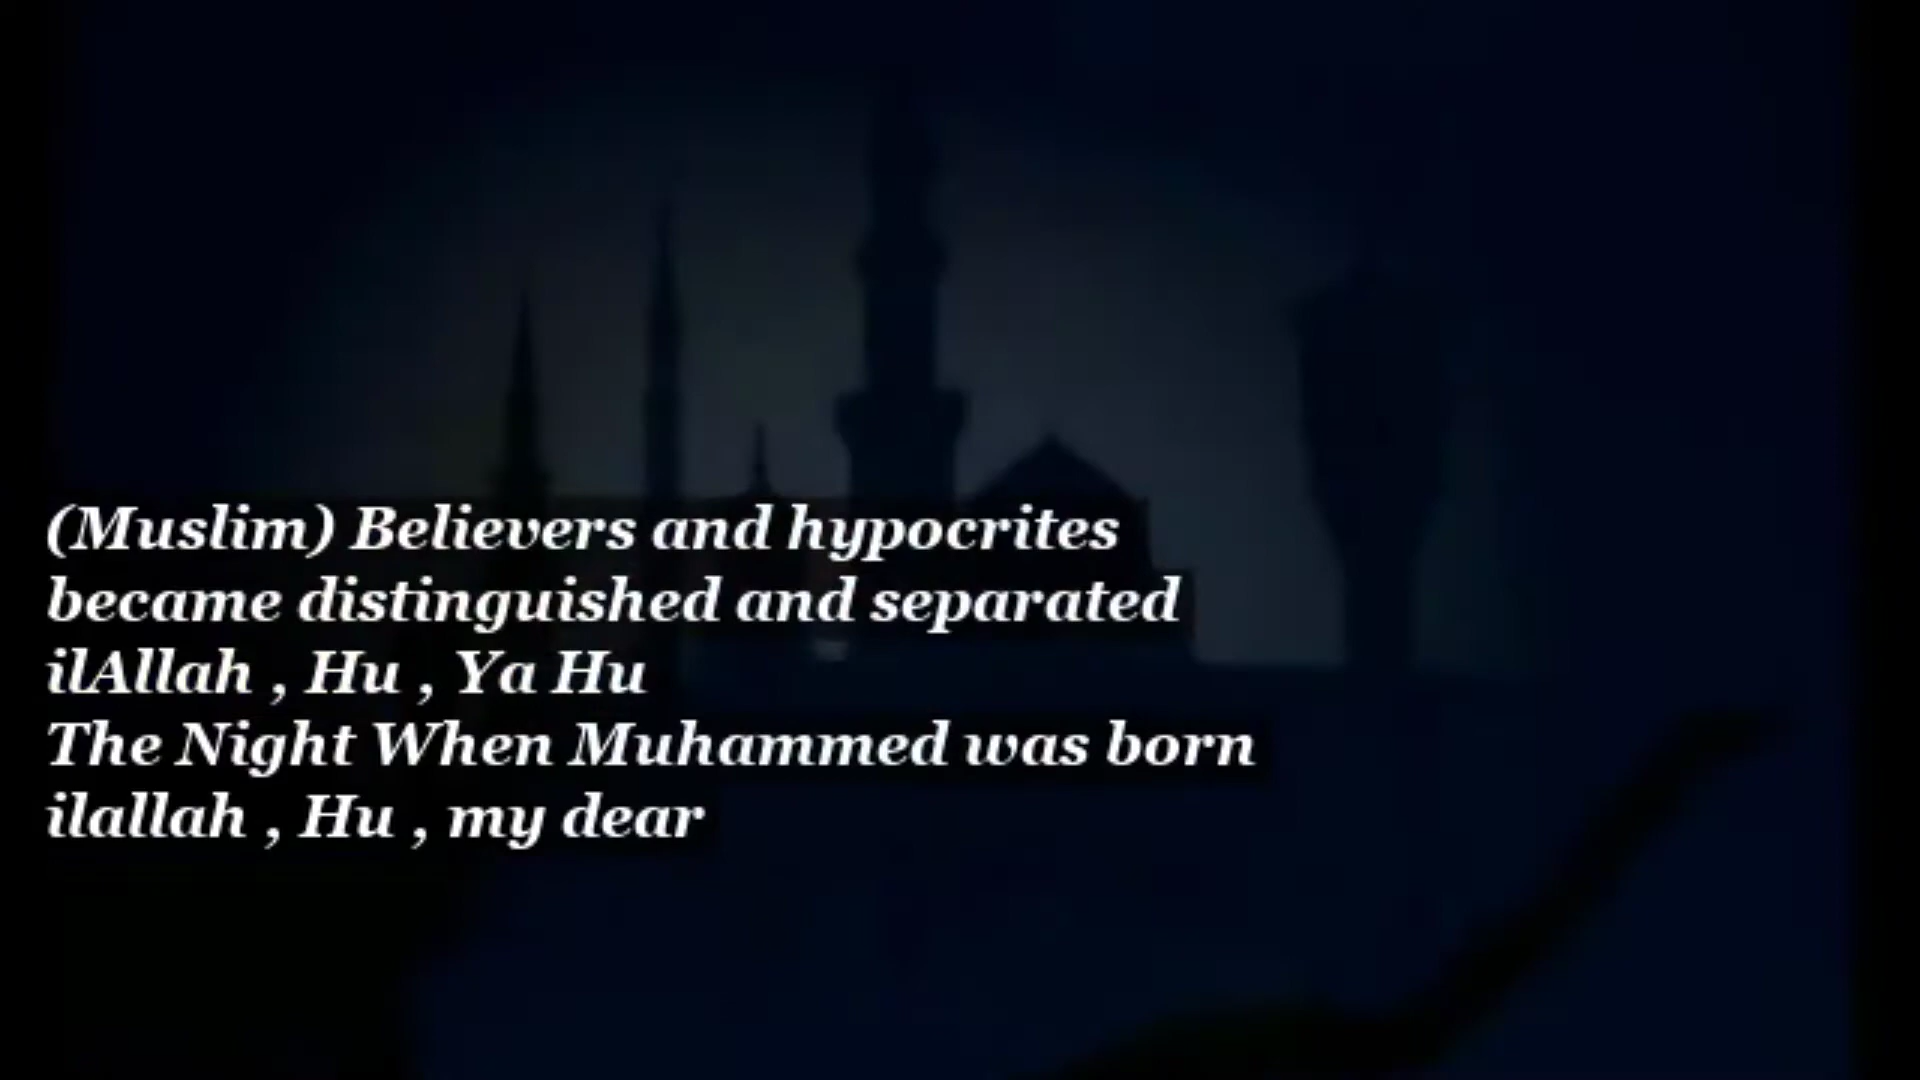 (Muslim) Believers and hypocrites
became distinguished and separated
ilAllah , Hu , Ya Hu
The Night When Muhammed was born
ilallah , Hu , my dear